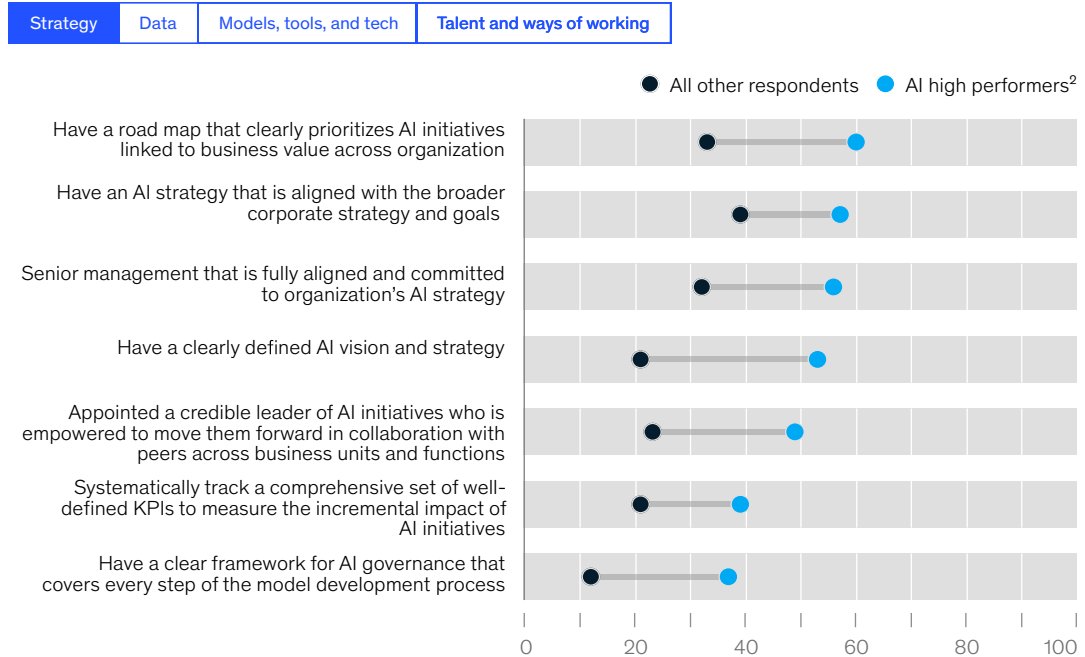 Strategy
Data
Models, tools, and tech
Talent and ways of working
All other respondents
AI high performers²
Have a road map that clearly prioritizes AI initiatives
linked to business value across organization
Have an AI strategy that is aligned with the broader
corporate strategy and goals
Senior management that is fully aligned and committed
to organization’s AI strategy
Have a clearly defined AI vision and strategy
Appointed a credible leader of AI initiatives who is
empowered to move them forward in collaboration with
peers across business units and functions
Systematically track a comprehensive set of well-
defined KPIs to measure the incremental impact of
AI initiatives
Have a clear framework for AI governance that
covers every step of the model development process
0 20 40 60 80 100